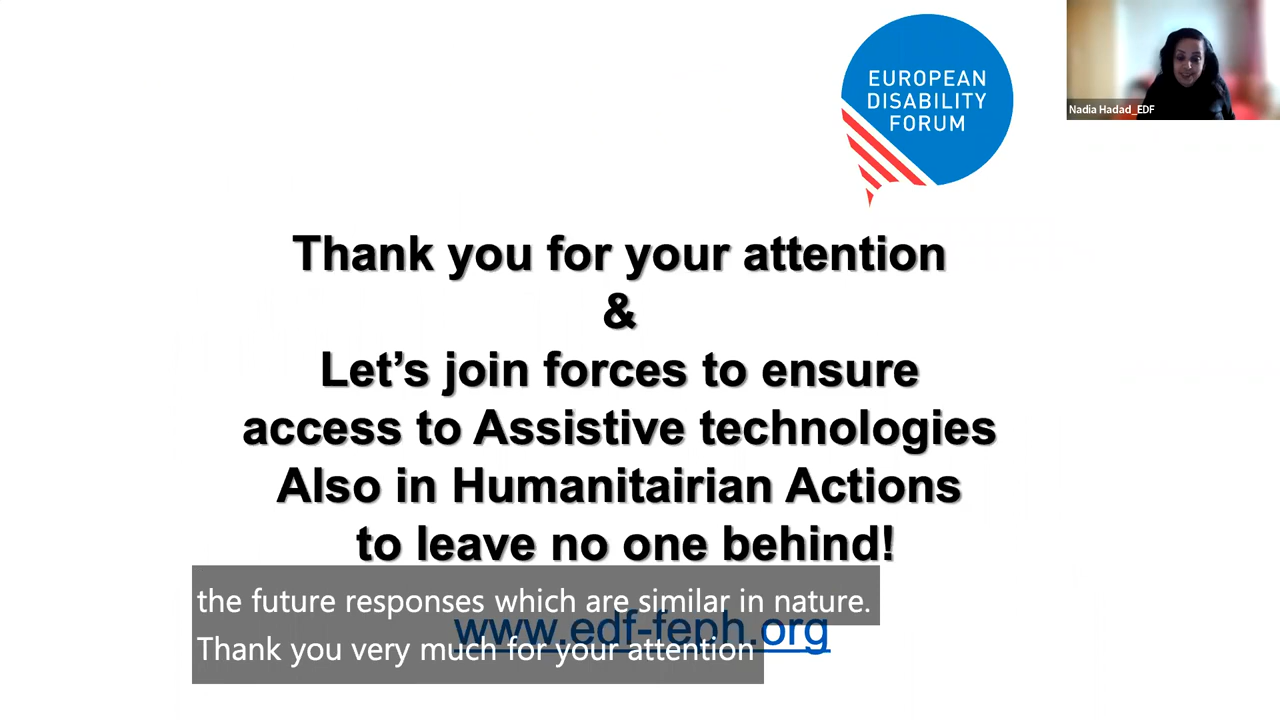 EUROPEAN
DISABILITY
FORUM
Nadia Hadad_EDF
Thank you for your attention
&
Let’s join forces to ensure
access to Assistive technologies
Also in Humanitairian Actions
to leave no one behind!
www.edf-feph.org
the future responses which are similar in nature.
Thank you very much for your attention